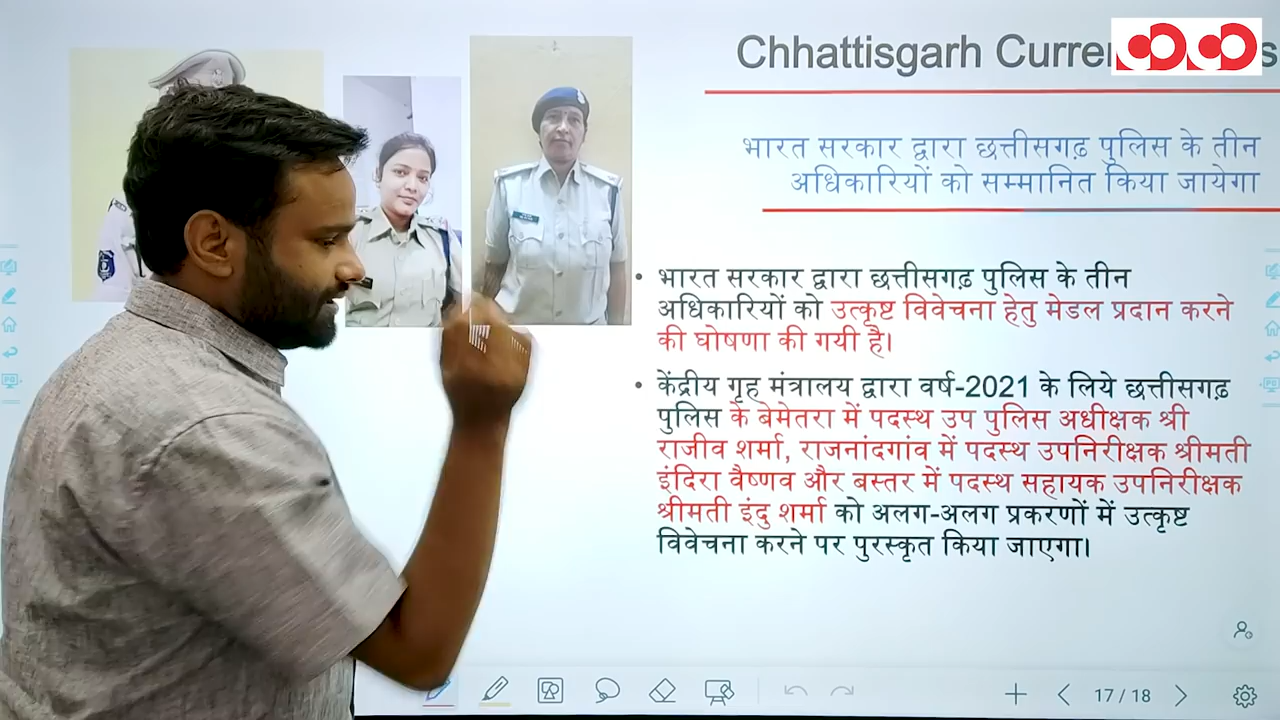 Chhattisgarh Curre
भारत सरकार द्वारा छत्तीसगढ़ पुलिस के तीन
अधिकारियों को सम्मानित किया जायेगा
• भारत सरकार द्वारा छत्तीसगढ़ पुलिस के तीन
अधिकारियों को उत्कृष्ट विवेचना हेतु मेडल प्रदान करने
की घोषणा की गयी है।
• केंद्रीय गृह मंत्रालय द्वारा वर्ष-2021 के लिये छत्तीसगढ़
पुलिस के बेमेतरा में पदस्थ उप पुलिस अधीक्षक श्री
राजीव शर्मा, राजनांदगांव में पदस्थ उपनिरीक्षक श्रीमती
इंदिरा वैष्णव और बस्तर में पदस्थ सहायक उपनिरीक्षक
श्रीमती इंदु शर्मा को अलग-अलग प्रकरणों में उत्कृष्ट
विवेचना करने पर पुरस्कृत किया जाएगा।
17 / 18